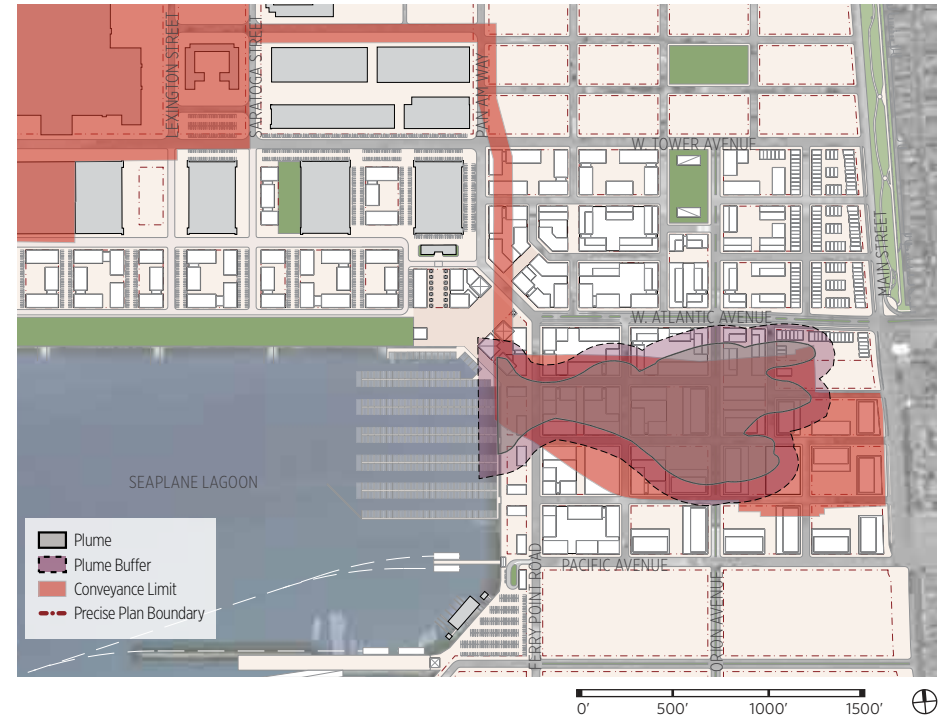 LEXINGTON STREET
SARATOGA STREET
PAN AM WAY
W. TOWER AVENUE
MAIN STREET
W. ATLANTIC AVENUE
SEAPLANE LAGOON
Plume
Plume Buffer
Conveyance Limit
Precise Plan Boundary
PACIFIC AVENUE
FERRY POINT ROAD
ORION AVENUE
0' 500' 1000' 1500'